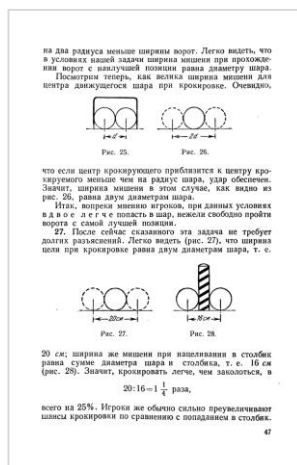 на два радиуса меньше ширины ворот. Легко видеть, что
в условиях нашей задачи ширина мишени при прохожде-
нии ворот с наилучшей позиции равна диаметру шара.
Посмотрим теперь, как велика ширина мишени для
центра движущегося шара при крокировке. Очевидно,
d
2d
Рис. 25.
Рис. 26.
что если центр крокирующего приблизится к центру кро-
кируемого меньше чем на радиус шара, удар обеспечен.
Значит, ширина мишени в этом случае, как видно из
рис. 26, равна двум диаметрам шара.
Итак, вопреки мнению игроков, при данных условиях
вдвое легче попасть в шар, нежели свободно пройти
ворота с самой лучшей позиции.
27. После сейчас сказанного эта задача не требует
долгих разъяснений. Легко видеть (рис. 27), что ширина
цели при крокировке равна двум диаметрам шара, т. е.
20см
16см
Рис. 27.
Рис. 28.
20 см; ширина же мишени при нацеливании в столбик
равна сумме диаметра шара и столбика, т. е. 16 см
(рис. 28). Значит, крокировать легче, чем заколоться, в
20:16=1 1/4 раза,
всего на 25%. Игроки же обычно сильно преувеличивают
шансы крокировки по сравнению с попаданием в столбик.
47